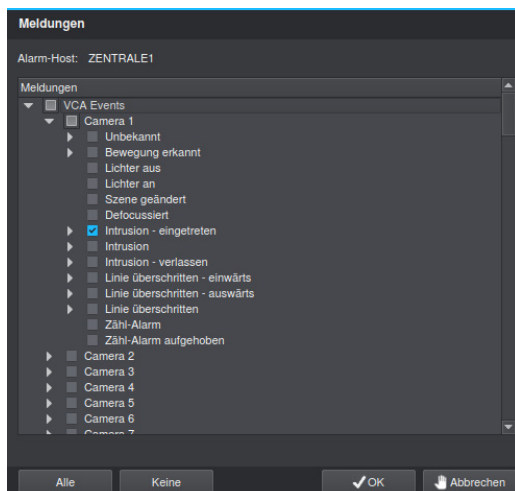 Meldungen
Alarm-Host: ZENTRALE1
Meldungen
VCA Events
Camera 1
Unbekannt
Bewegung erkannt
Lichter aus
Lichter an
Szene geändert
Defocussiert
Intrusion - eingetreten
Intrusion
Intrusion - verlassen
Linie überschritten - einwärts
Linie überschritten - auswärts
Linie überschritten
Zähl-Alarm
Zähl-Alarm aufgehoben
Camera 2
Camera 3
Camera 4
Camera 5
Camera 6
Camera 7
Alle Keine OK Abbrechen